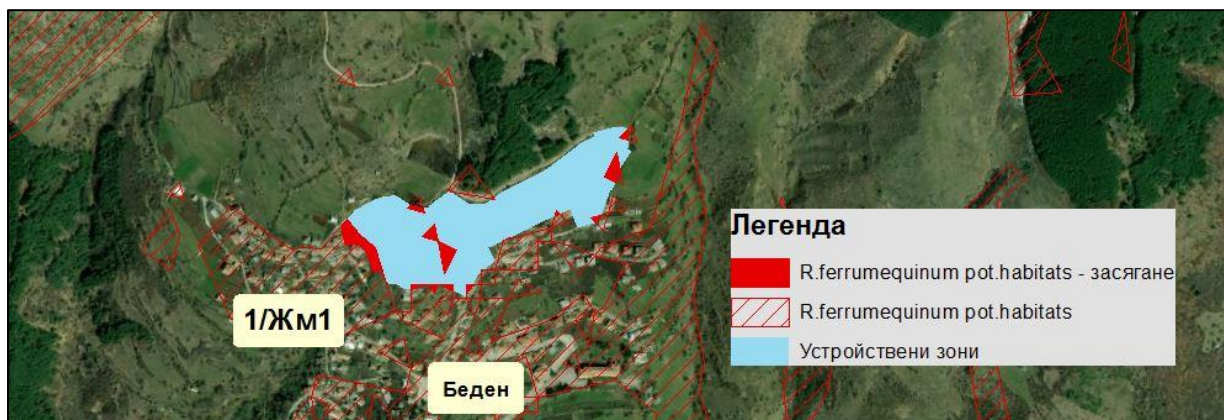 Легенда
R.ferrumequinum pot.habitats - засягане
R.ferrumequinum pot.habitats
Устройствени зони
1/Жм1
Беден